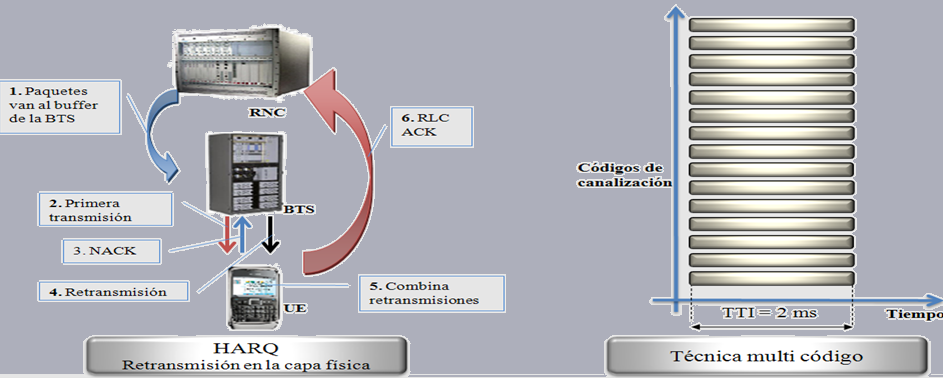 1. Paquetes
van al buffer
de la BTS
RNC
6. RLC
ACK
2. Primera
transmisión
BTS
3. NACK
4. Retransmisión
5. Combina
retransmisiones
UE
HARQ
Retransmisión en la capa física
Códigos de
canalización
TTI = 2 ms
Tiempo
Técnica multi código